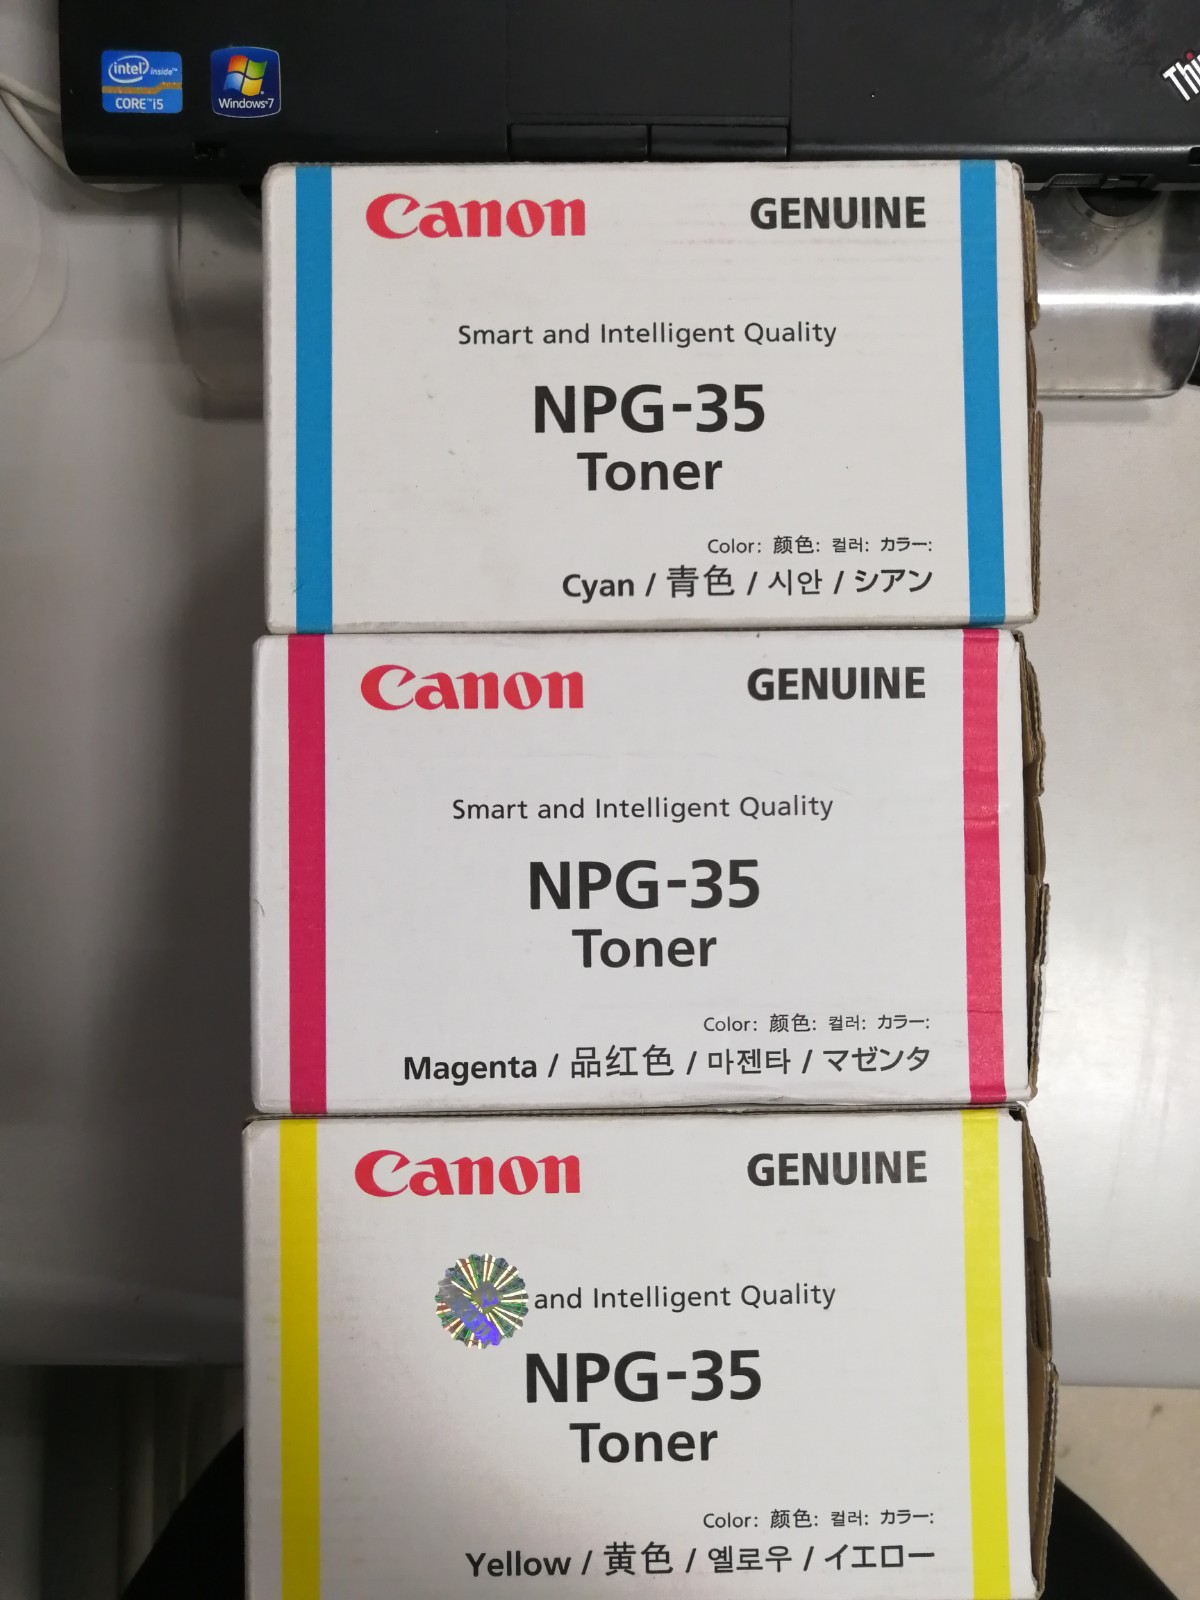 intel inside™
CORE™ i5
Windows®7
Thi
Canon GENUINE
Smart and Intelligent Quality
NPG-35
Toner
Color: 颜色: 컬러: カラー:
Cyan / 青色 / 시안 / シアン
Canon GENUINE
Smart and Intelligent Quality
NPG-35
Toner
Color: 颜色: 컬러: カラー:
Magenta / 品红色 / 마젠타 / マゼンタ
Canon GENUINE
and Intelligent Quality
NPG-35
Toner
Color: 颜色: 컬러: カラー:
Yellow / 黄色 / 옐로우 / イエロー